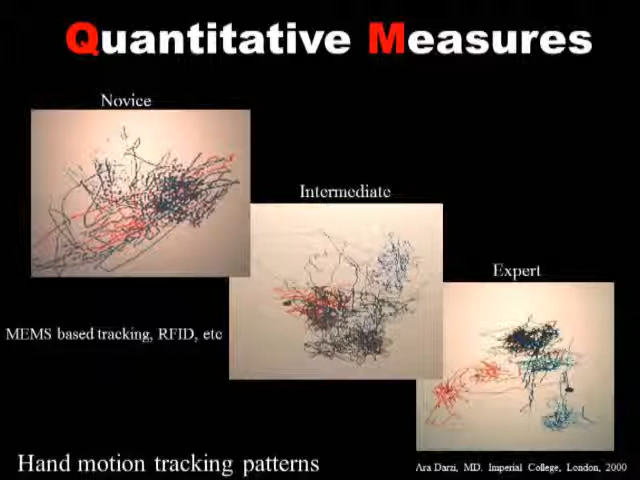 Quantitative Measures
Novice
Intermediate
Expert
MEMS based tracking, RFID, etc
Hand motion tracking patterns
Ara Darzi, MD. Imperial College, London, 2000